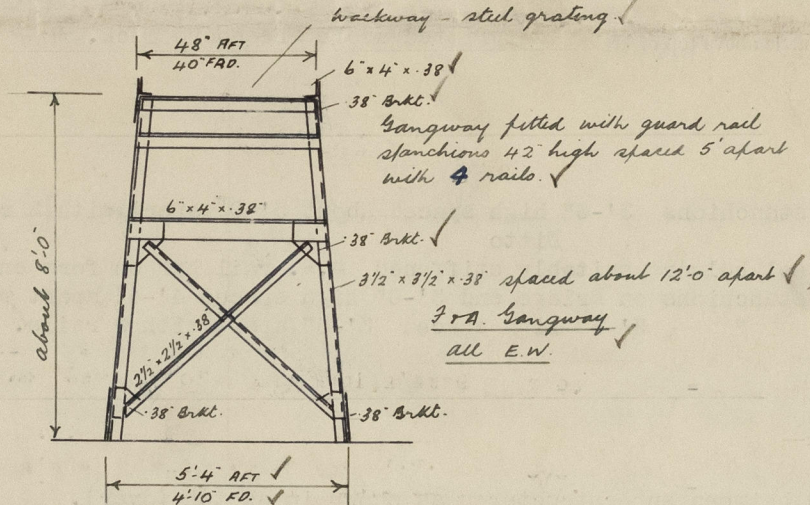 Walkway - steel grating. ✓
48" AFT
40" FAD.
6" x 4" x .38 ✓
.38 Brkt. ✓
Gangway fitted with guard rail
stanchions 42" high spaced 5' apart
with 4 rails. ✓
6" x 4" x .38"
.38" Brkt. ✓
about 8'-0"
3½" x 3½" x .38 spaced about 12'-0" apart ✓
F & A. Gangway
all E.W. ✓
2½" x 2½" x .38"
.38" Brkt.
.38" Brkt.
5'-4" AFT ✓
4'-10" FD. ✓